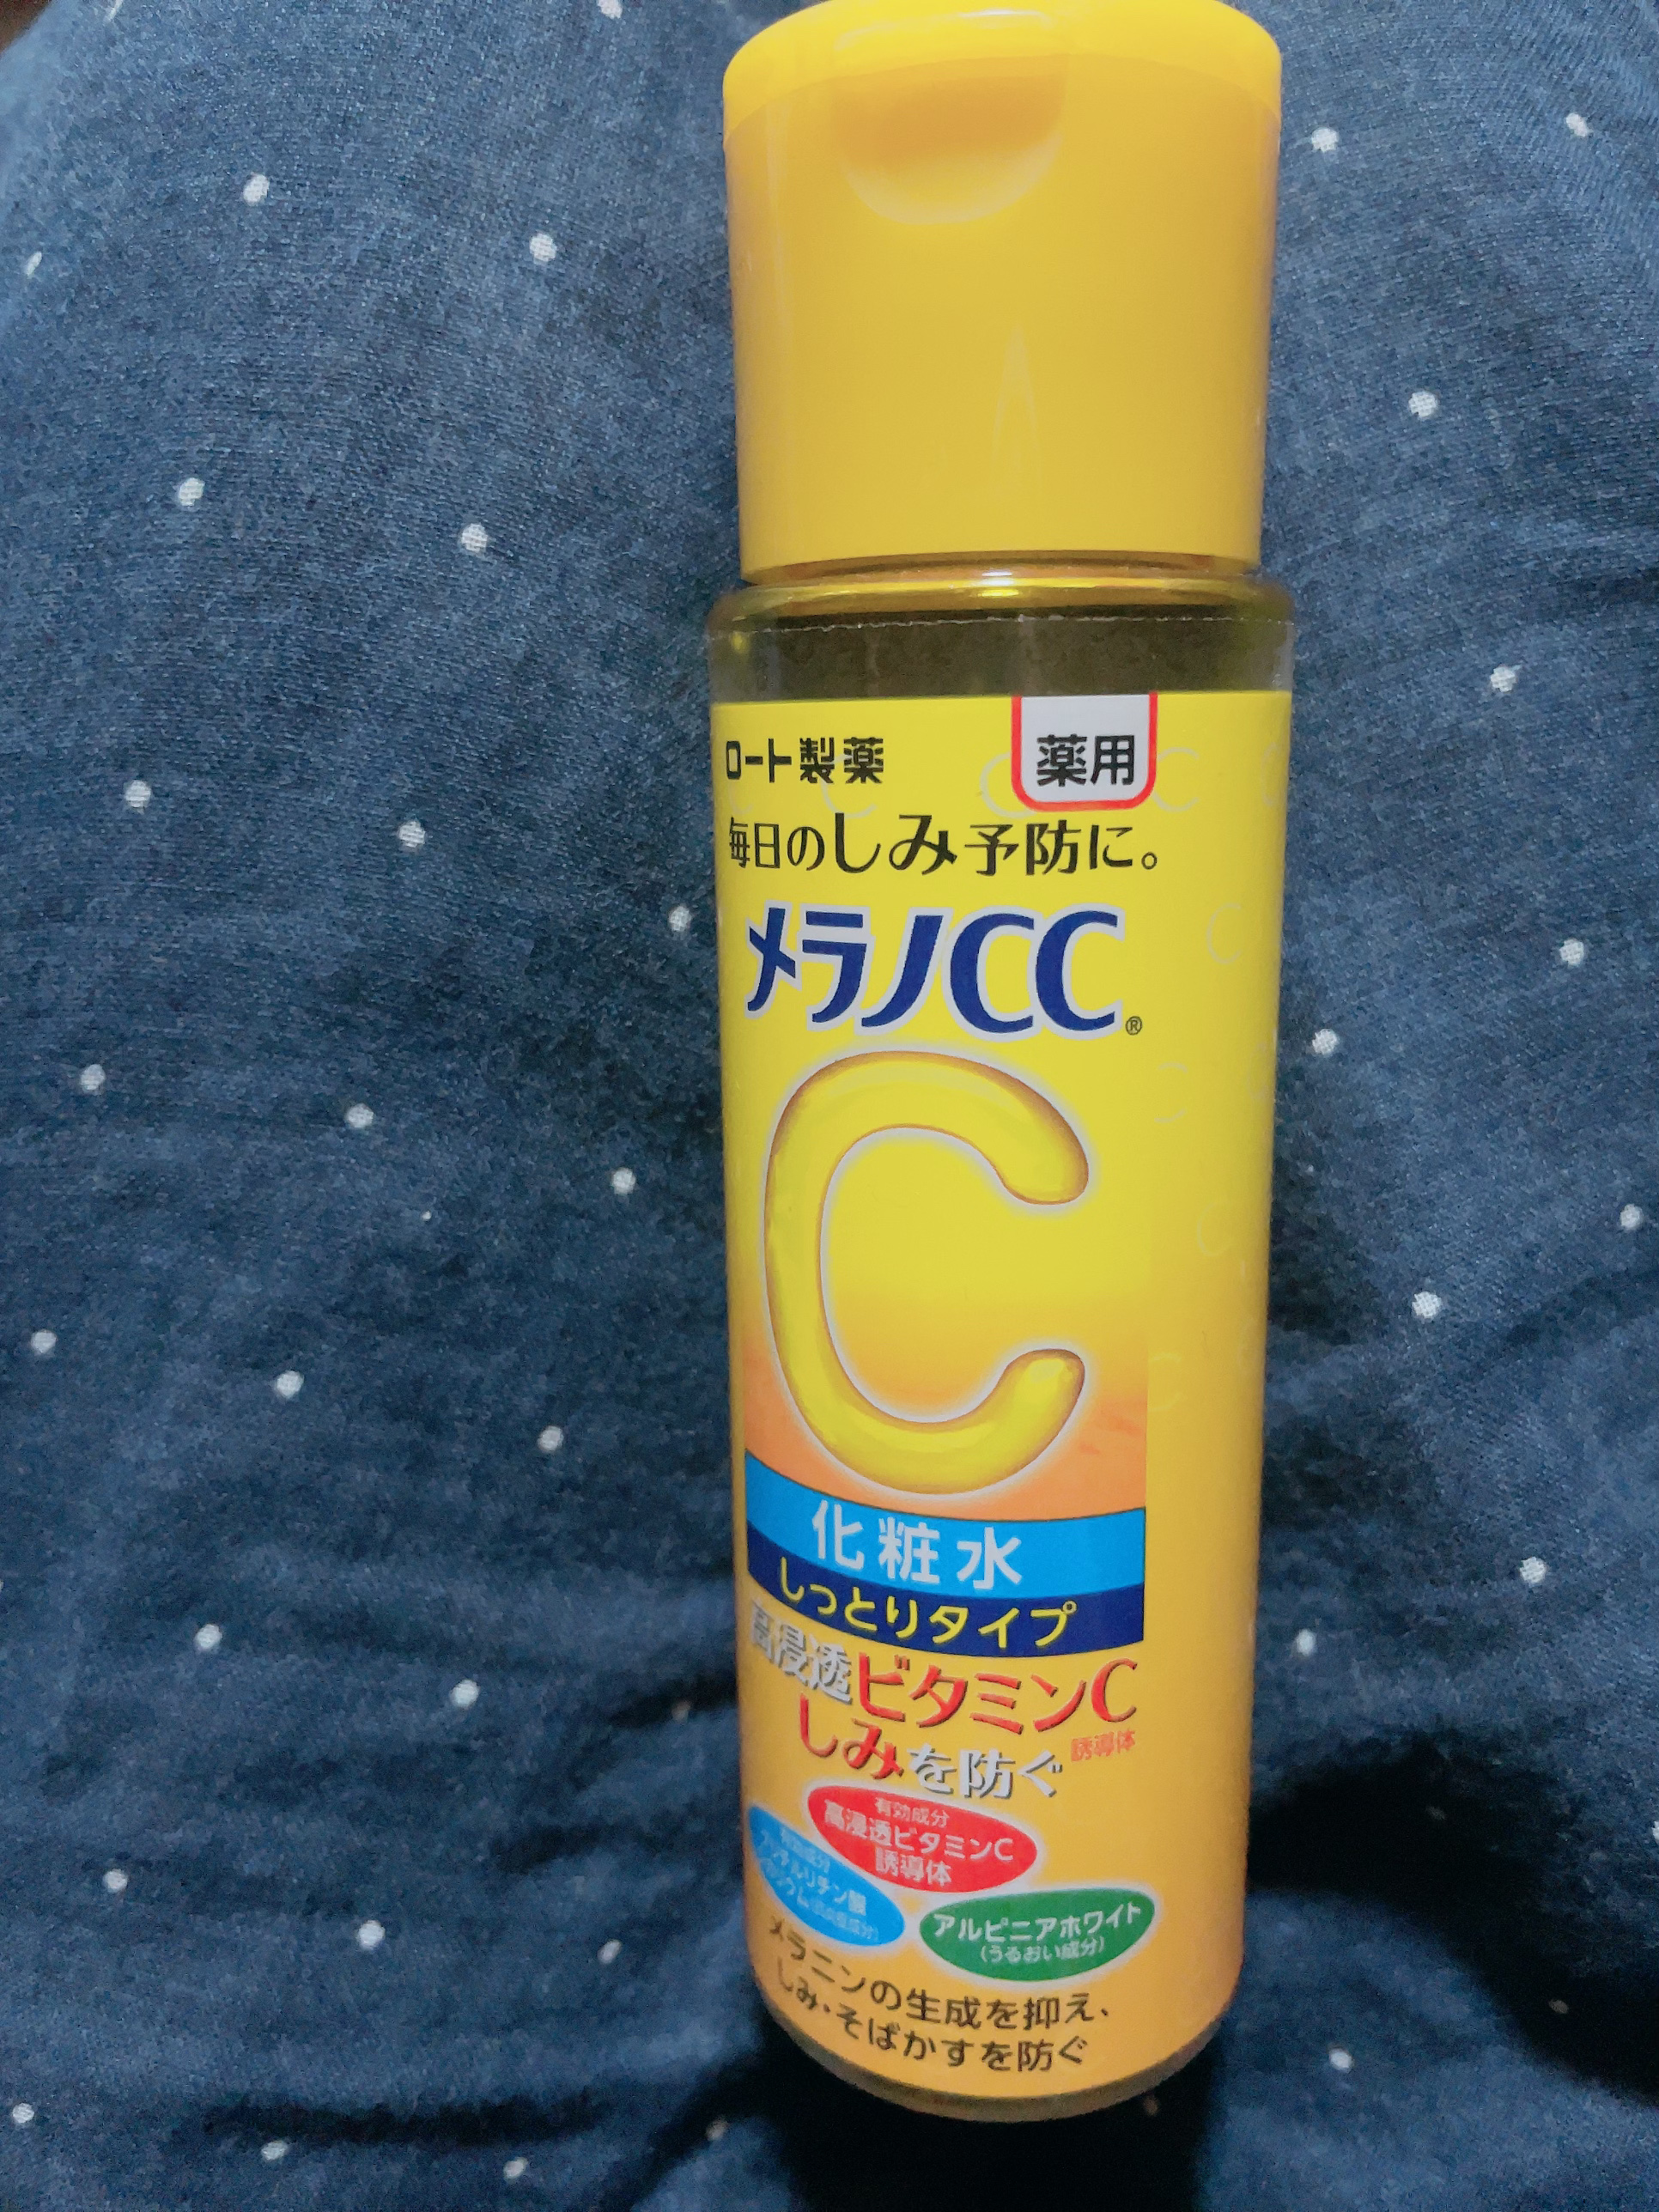 ロート製薬
薬用
毎日のしみ予防に。
メラノCC®
C
化粧水
しっとりタイプ
高浸透ビタミンC
誘導体
しみを防ぐ
有効成分
高浸透ビタミンC
誘導体
有効成分
アルピニアホワイト
(うるおい成分)
メラニンの生成を抑え、
しみ・そばかすを防ぐ